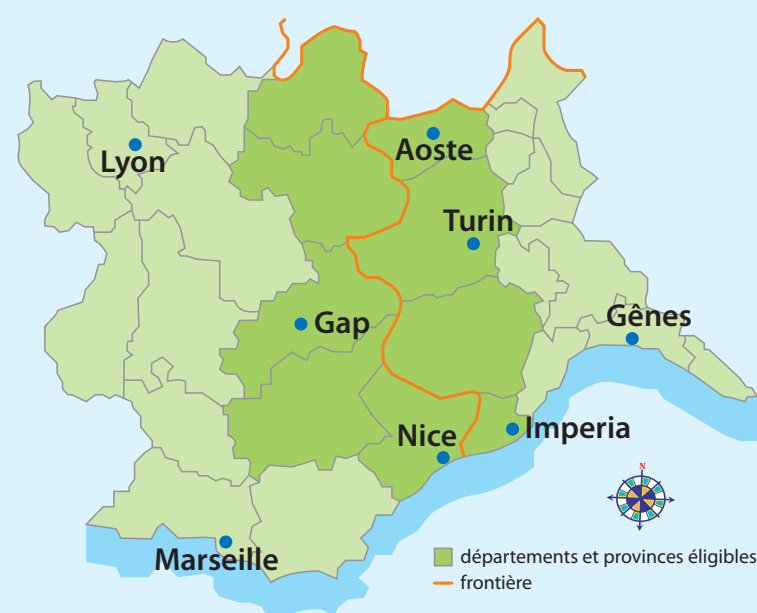 Lyon
Aoste
Turin
Gap
Gênes
Nice
Imperia
Marseille
N
départements et provinces éligibles
frontière